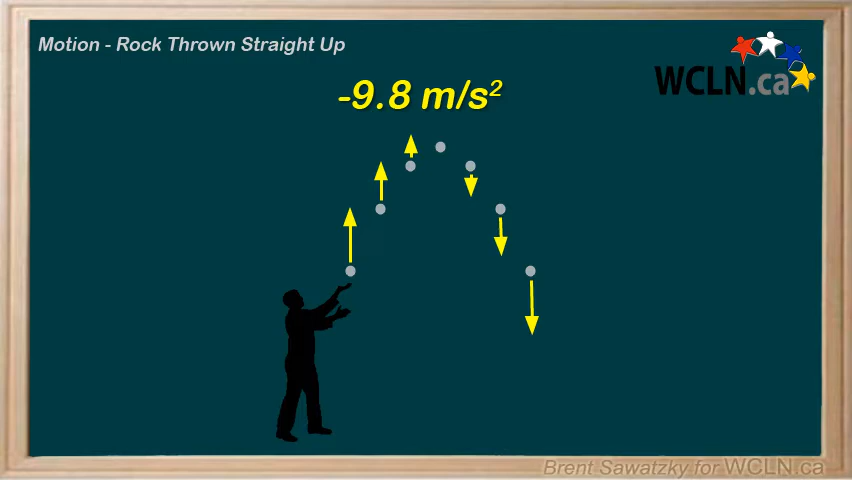 Motion - Rock Thrown Straight Up
WCLN.ca
-9.8 m/s²
Brent Sawatzky for WCLN.ca